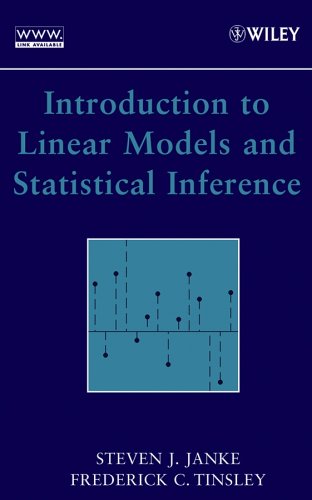 WWW.
LINK AVAILABLE
WILEY
Introduction to
Linear Models and
Statistical Inference
STEVEN J. JANKE
FREDERICK C. TINSLEY